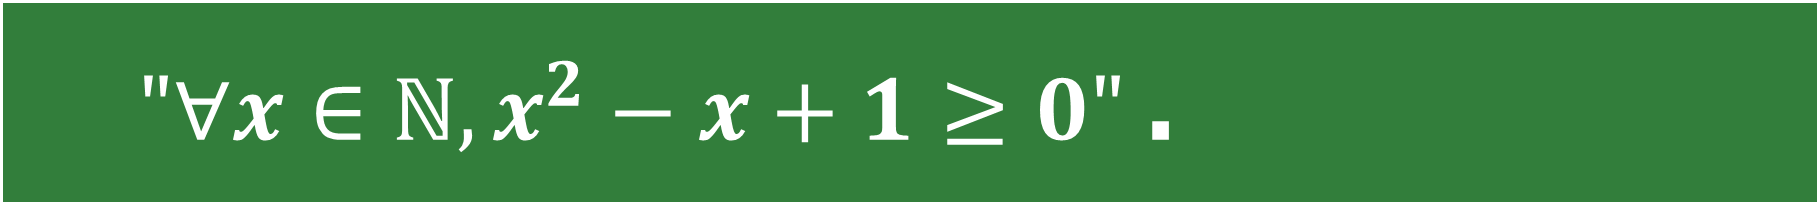 "∀x ∈ ℕ, x² − x + 1 ≥ 0".